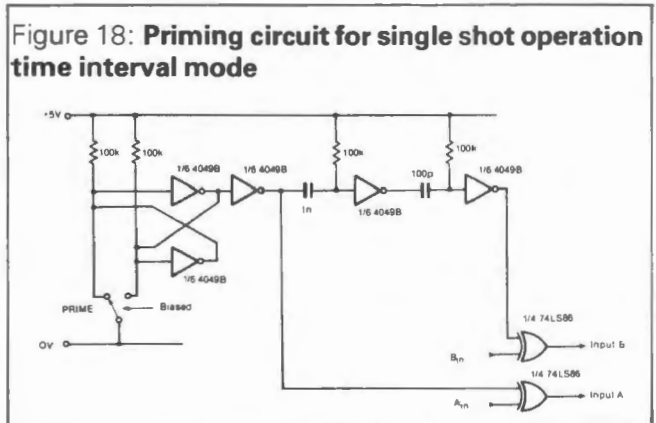 Figure 18: Priming circuit for single shot operation
time interval mode
+5V
100k
100k
100k
100k
1/6 4049B
1/6 4049B
1n
1/6 4049B
100p
1/6 4049B
1/6 4049B
PRIME
Biased
0V
1/4 74LS86
Bin
Input B
1/4 74LS86
Ain
Input A